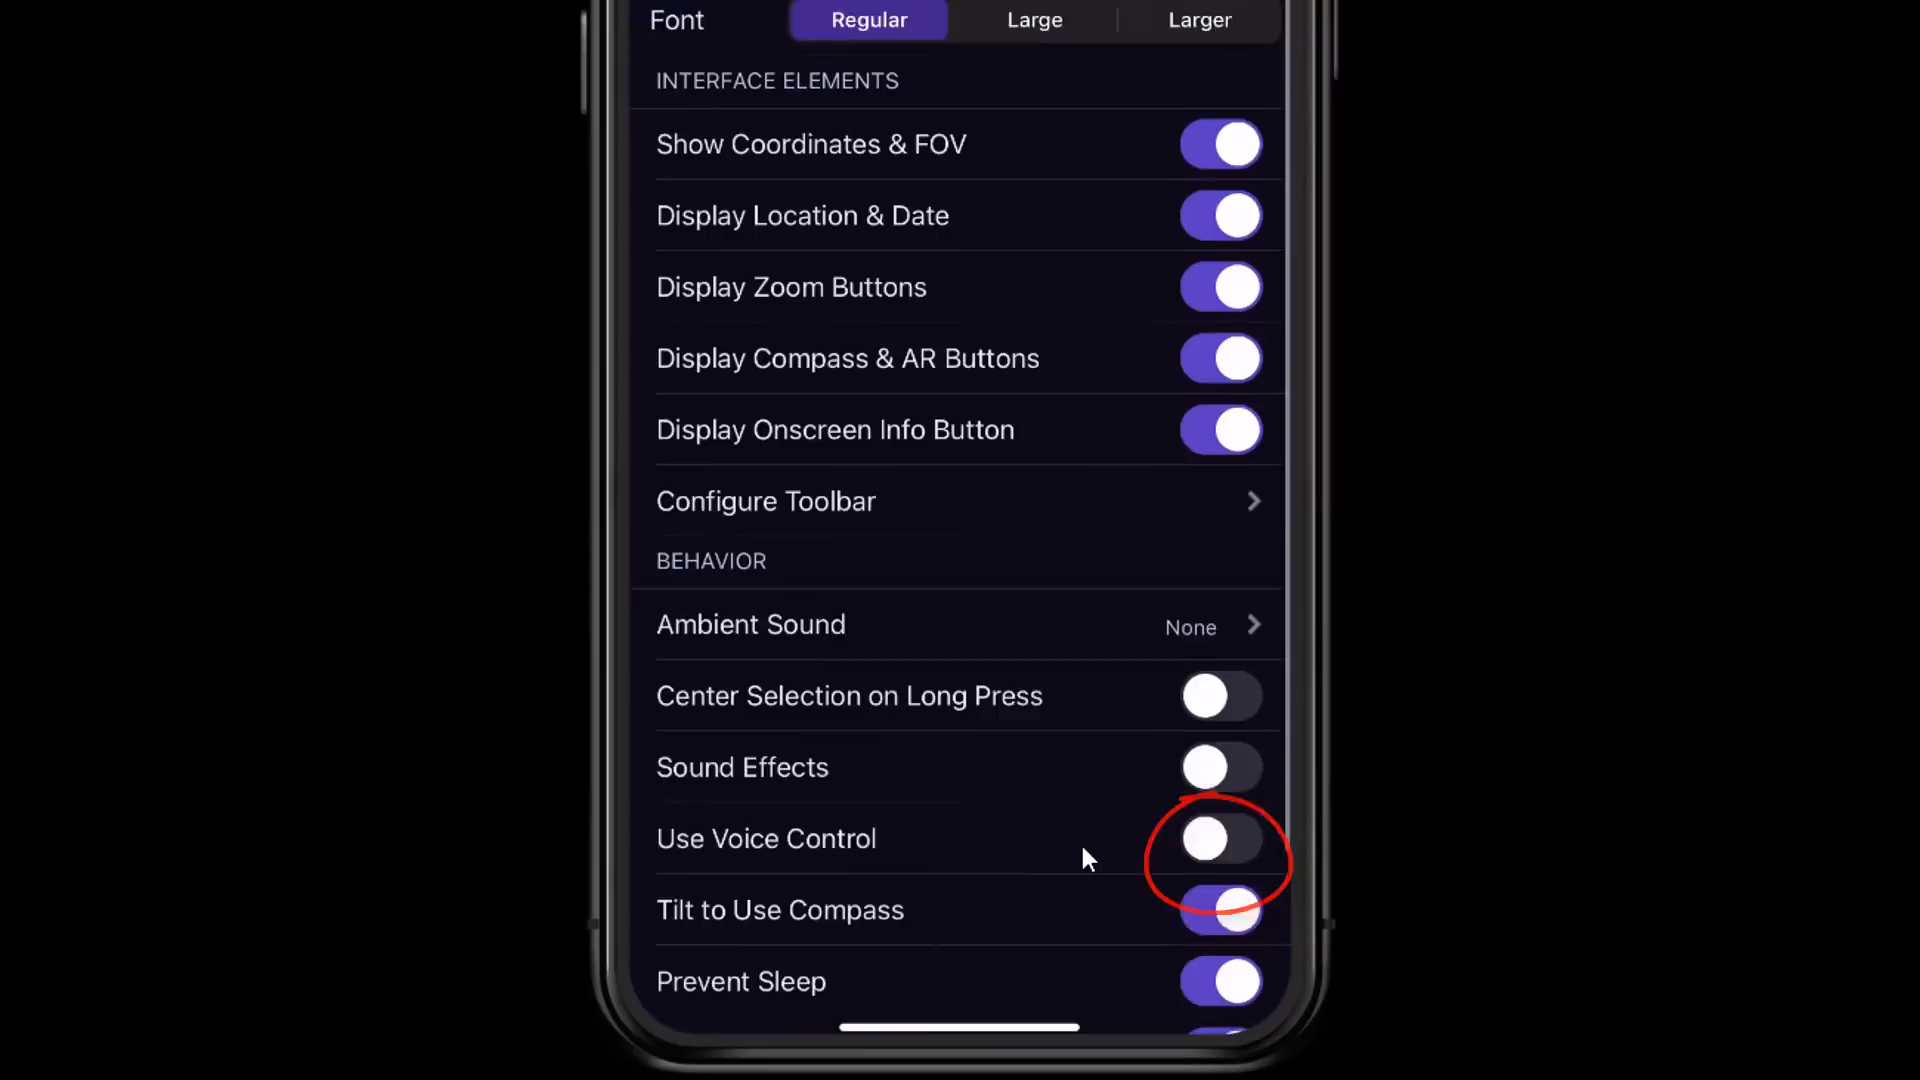 Font Regular Large Larger
INTERFACE ELEMENTS
Show Coordinates & FOV
Display Location & Date
Display Zoom Buttons
Display Compass & AR Buttons
Display Onscreen Info Button
Configure Toolbar
BEHAVIOR
Ambient Sound None
Center Selection on Long Press
Sound Effects
Use Voice Control
Tilt to Use Compass
Prevent Sleep